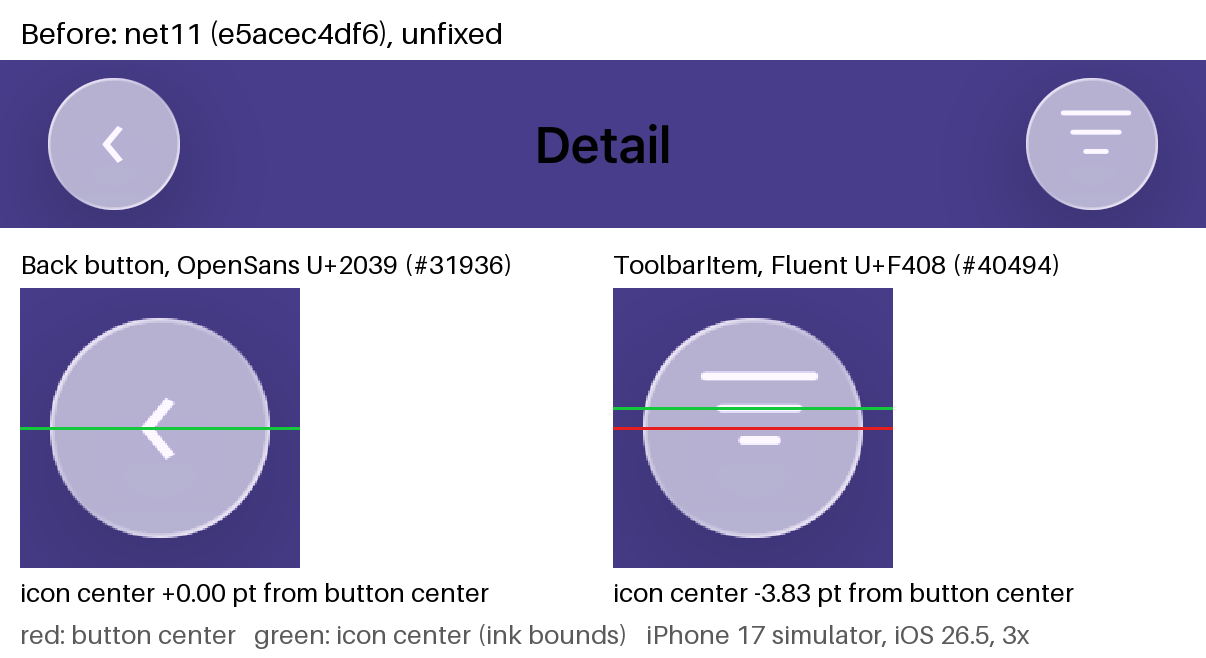 Before: net11 (e5acec4df6), unfixed
Detail
Back button, OpenSans U+2039 (#31936)
ToolbarItem, Fluent U+F408 (#40494)
icon center +0.00 pt from button center
icon center -3.83 pt from button center
red: button center green: icon center (ink bounds) iPhone 17 simulator, iOS 26.5, 3x